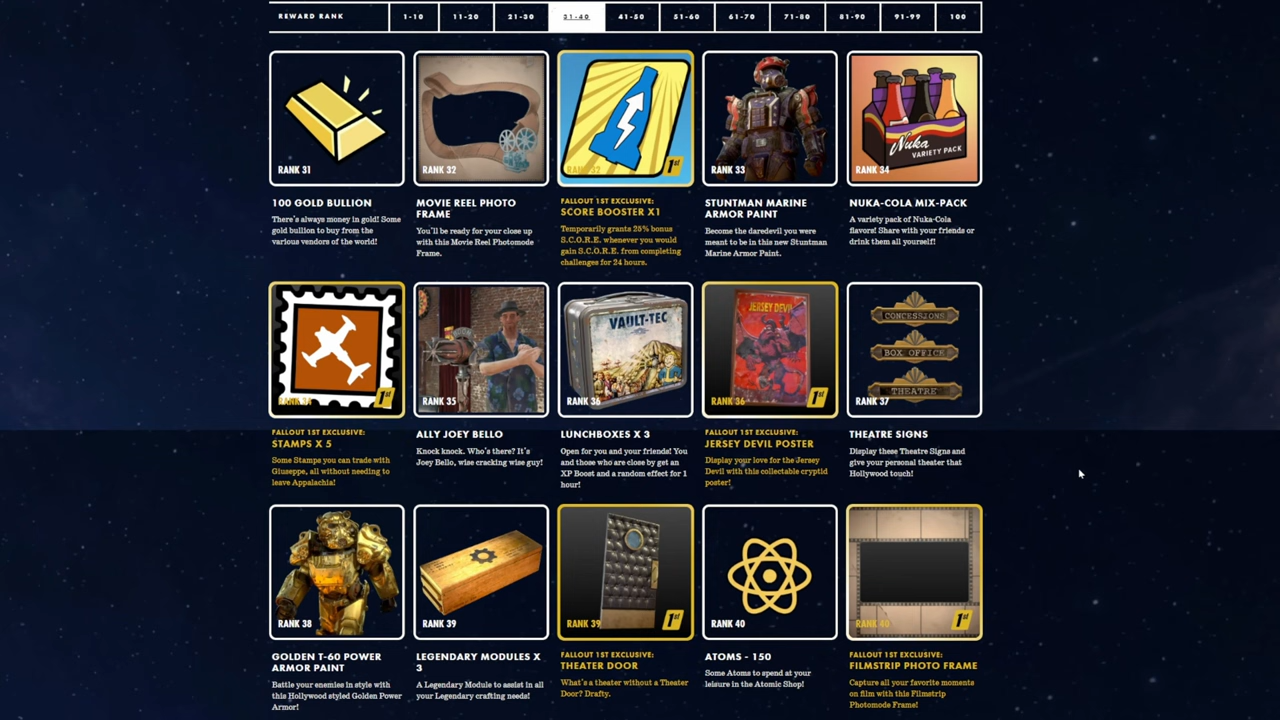 REWARD RANK 1-10 11-20 21-30 31-40 41-50 51-60 61-70 71-80 81-90 91-99 100
RANK 31
100 GOLD BULLION
There's always money in gold! Some
gold bullion to buy from the
various vendors of the world!
RANK 32
MOVIE REEL PHOTO
FRAME
You'll be ready for your close up
with this Movie Reel Photomode
Frame.
RANK 32
1st
FALLOUT 1ST EXCLUSIVE:
SCORE BOOSTER X1
Temporarily grants 25% bonus
S.C.O.R.E. whenever you would
gain S.C.O.R.E. from completing
challenges for 24 hours.
RANK 33
STUNTMAN MARINE
ARMOR PAINT
Become the daredevil you were
meant to be in this new Stuntman
Marine Armor Paint.
Nuka
VARIETY PACK
RANK 34
NUKA-COLA MIX-PACK
A variety pack of Nuka-Cola
flavors! Share with your friends or
drink them all yourself!
RANK 34
1st
FALLOUT 1ST EXCLUSIVE:
STAMPS X 5
Some Stamps you can trade with
Giuseppe, all without needing to
leave Appalachia!
RANK 35
ALLY JOEY BELLO
Knock knock. Who's there? It's
Joey Bello, wise cracking wise guy!
VAULT-TEC
RANK 36
LUNCHBOXES X 3
Open for you and your friends! You
and those who are close by get an
XP Boost and a random effect for 1
hour!
JERSEY DEVIL
RANK 36
1st
FALLOUT 1ST EXCLUSIVE:
JERSEY DEVIL POSTER
Display your love for the Jersey
Devil with this collectable cryptid
poster!
CONCESSIONS
BOX OFFICE
THEATRE
RANK 37
THEATRE SIGNS
Display these Theatre Signs and
give your personal theater that
Hollywood touch!
RANK 38
GOLDEN T-60 POWER
ARMOR PAINT
Battle your enemies in style with
this Hollywood styled Golden Power
Armor!
RANK 39
LEGENDARY MODULES X
3
A Legendary Module to assist in all
your Legendary crafting needs!
RANK 39
1st
FALLOUT 1ST EXCLUSIVE:
THEATER DOOR
What's a theater without a Theater
Door? Drafty.
RANK 40
ATOMS - 150
Some Atoms to spend at your
leisure in the Atomic Shop!
RANK 40
1st
FALLOUT 1ST EXCLUSIVE:
FILMSTRIP PHOTO FRAME
Capture all your favorite moments
on film with this Filmstrip
Photomode Frame!